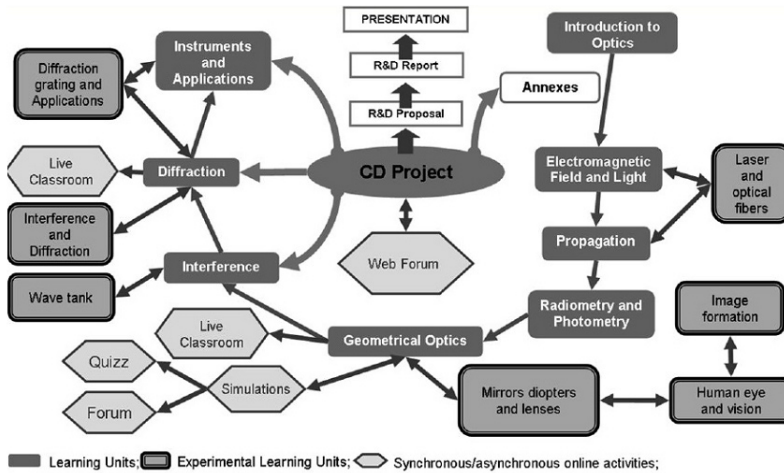 PRESENTATION
Introduction to
Optics
Instruments
and
Applications
Diffraction
grating and
Applications
R&D Report
Annexes
R&D Proposal
Live
Classroom
Diffraction
CD Project
Electromagnetic
Field and Light
Laser
and
optical
fibers
Interference
and
Diffraction
Propagation
Interference
Web Forum
Wave tank
Radiometry and
Photometry
Image
formation
Live
Classroom
Geometrical Optics
Quizz
Simulations
Forum
Mirrors diopters
and lenses
Human eye
and vision
Learning Units; Experimental Learning Units; Synchronous/asynchronous online activities;